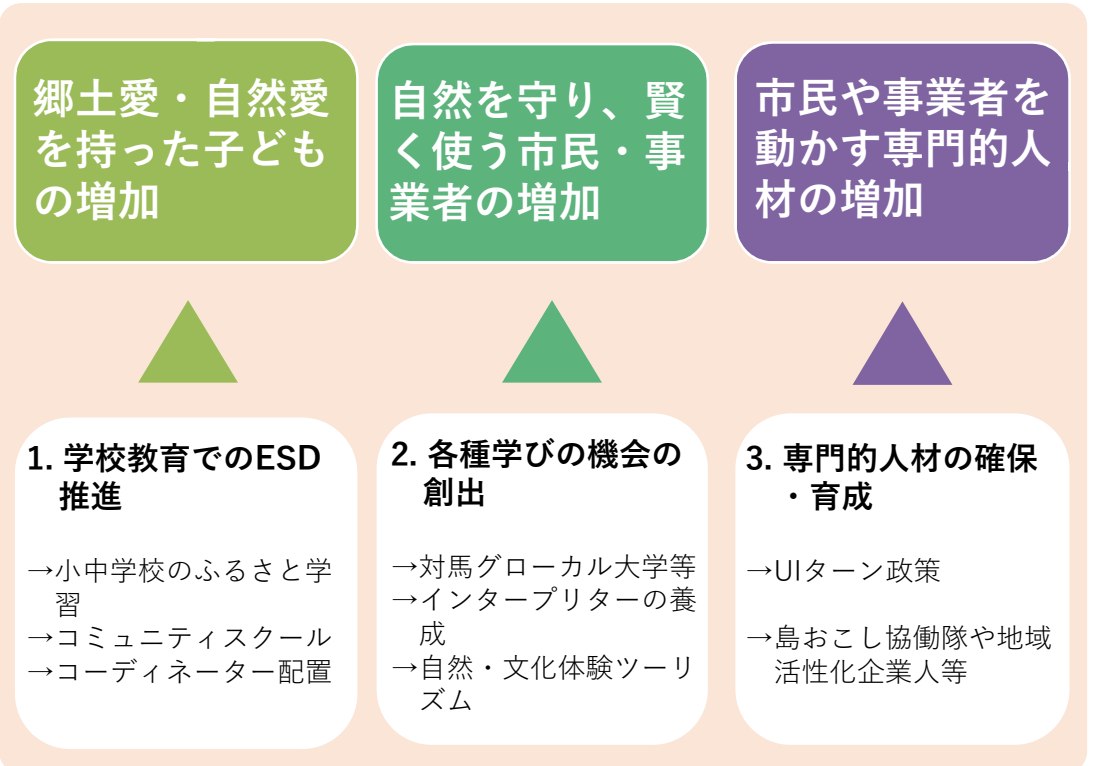 郷土愛・自然愛
を持った子ども
の増加
自然を守り、賢
く使う市民・事
業者の増加
市民や事業者を
動かす専門的人
材の増加
1. 学校教育でのESD
推進
→小中学校のふるさと学
習
→コミュニティスクール
→コーディネーター配置
2. 各種学びの機会の
創出
→対馬グローカル大学等
→インタープリターの養
成
→自然・文化体験ツーリ
ズム
3. 専門的人材の確保
・育成
→UIターン政策
→島おこし協働隊や地域
活性化企業人等